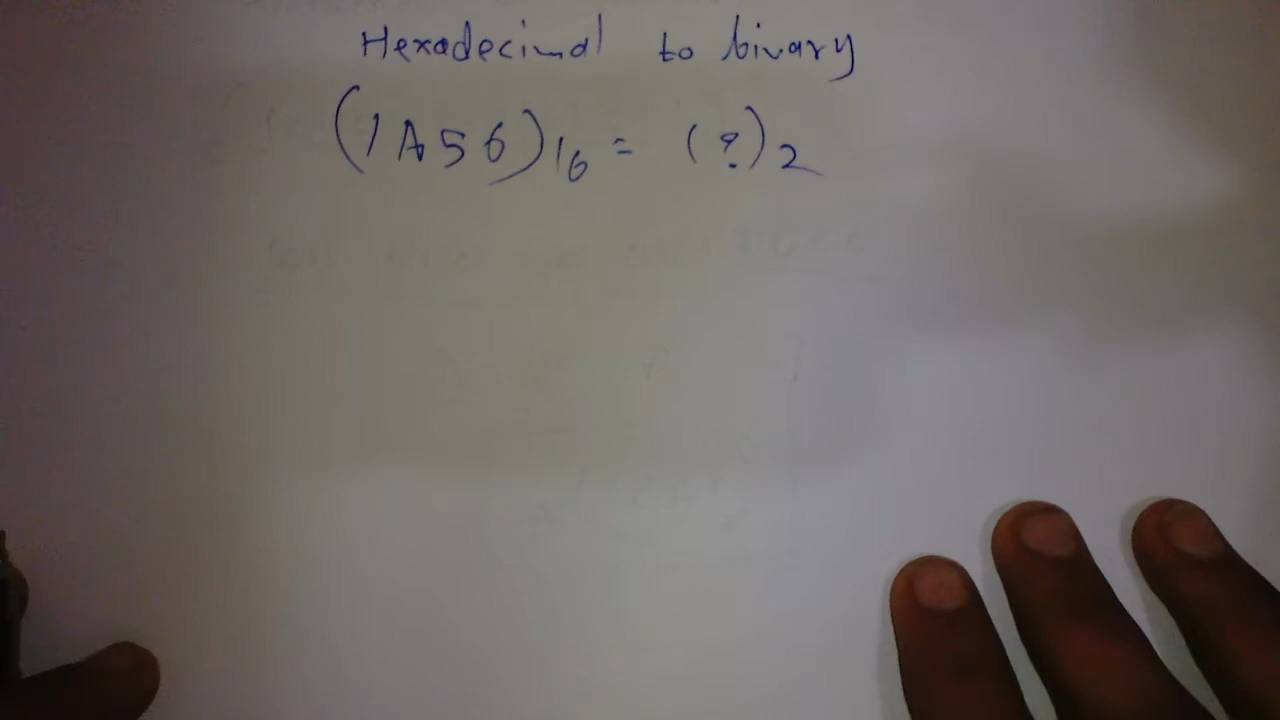 Hexadecimal to binary
(1A56)16 = (?)2